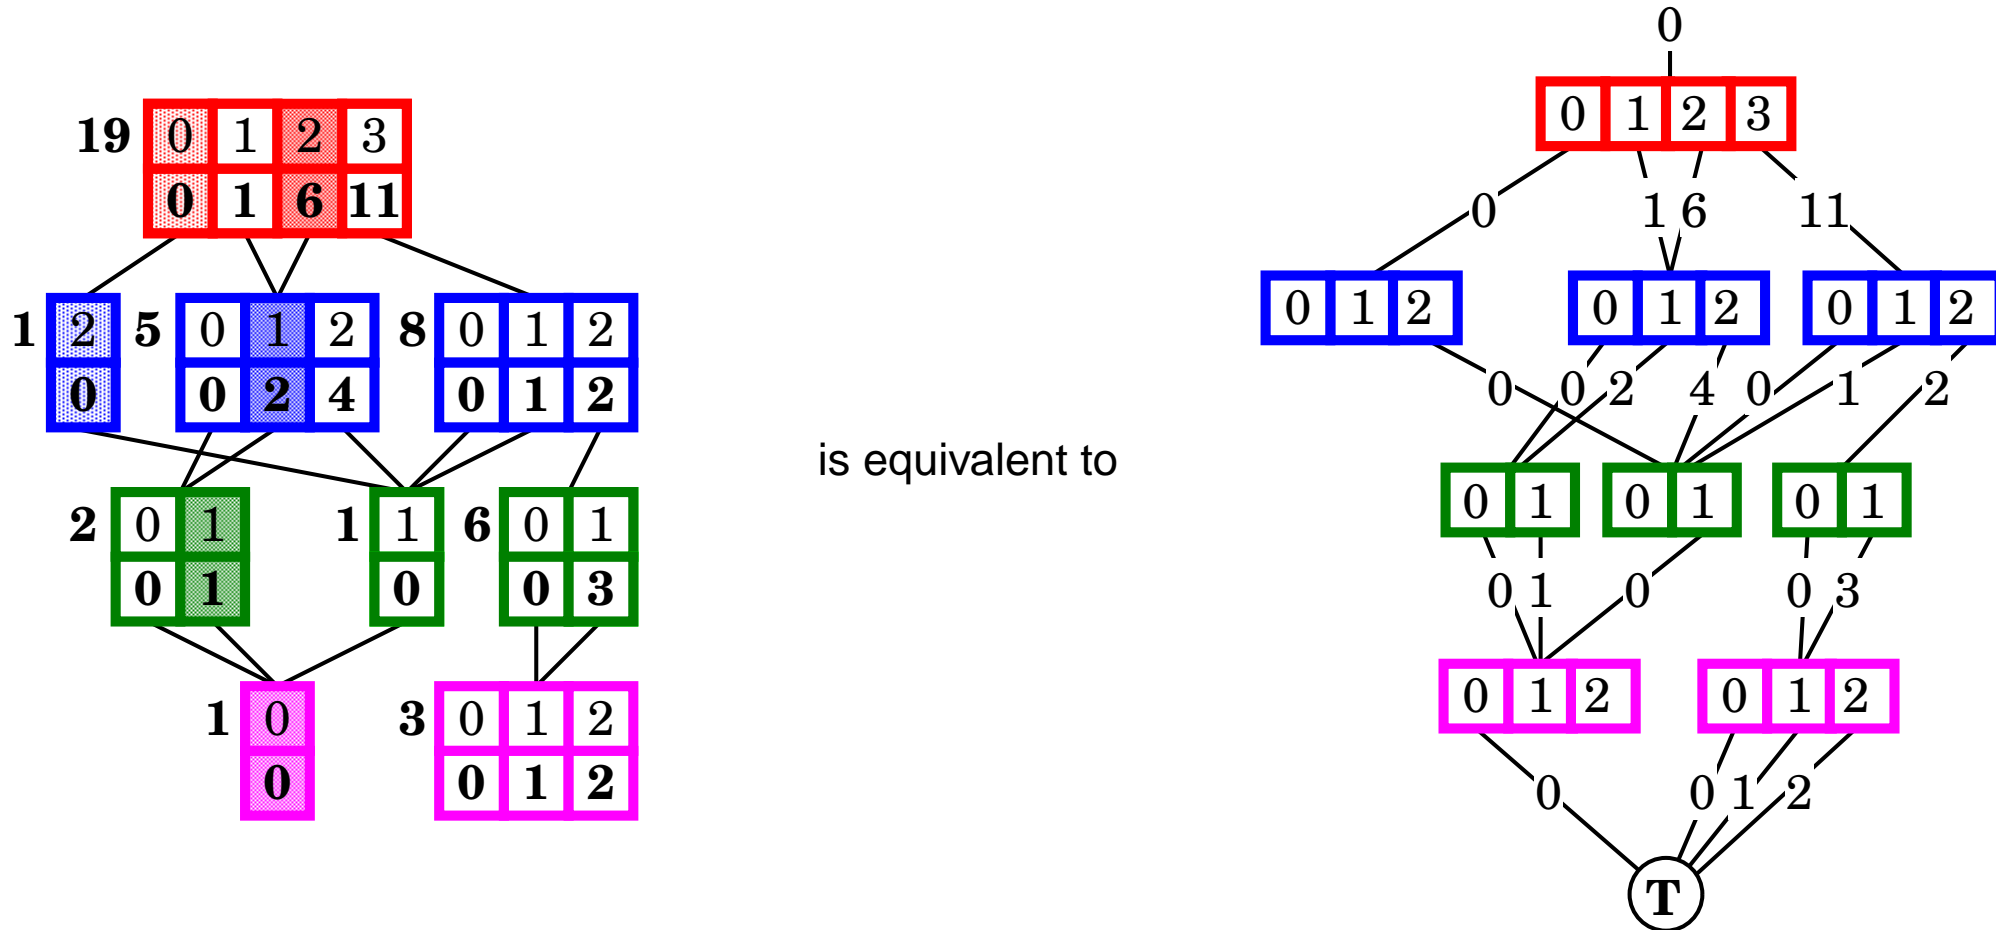 0
0 1 2 3
19 0 1 2 3
0 1 6 11
0 1 6 11
1 2 5 0 1 2 8 0 1 2
0 1 2 0 1 2 0 1 2
0 0 2 4 0 1 2
0 0 2 4 0 1 2
is equivalent to
2 0 1 1 1 6 0 1
0 1 0 1 0 1
0 1 0 0 3
0 1 0 0 3
1 0 3 0 1 2
0 1 2 0 1 2
0 0 1 2
0 0 1 2
T